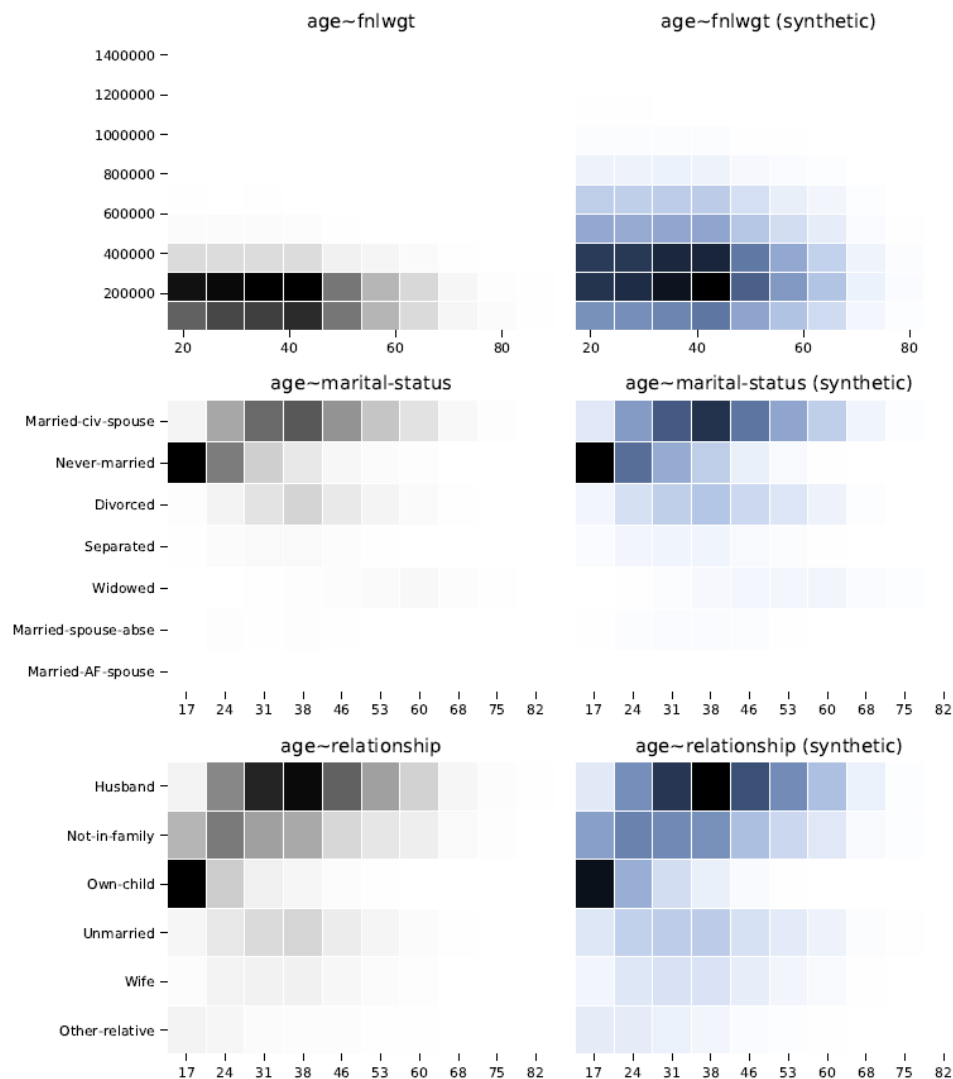 age~fnlwgt
age~fnlwgt (synthetic)
1400000
1200000
1000000
800000
600000
400000
200000
20 40 60 80
20 40 60 80
age~marital-status
age~marital-status (synthetic)
Married-civ-spouse
Never-married
Divorced
Separated
Widowed
Married-spouse-abse
Married-AF-spouse
17 24 31 38 46 53 60 68 75 82
17 24 31 38 46 53 60 68 75 82
age~relationship
age~relationship (synthetic)
Husband
Not-in-family
Own-child
Unmarried
Wife
Other-relative
17 24 31 38 46 53 60 68 75 82
17 24 31 38 46 53 60 68 75 82